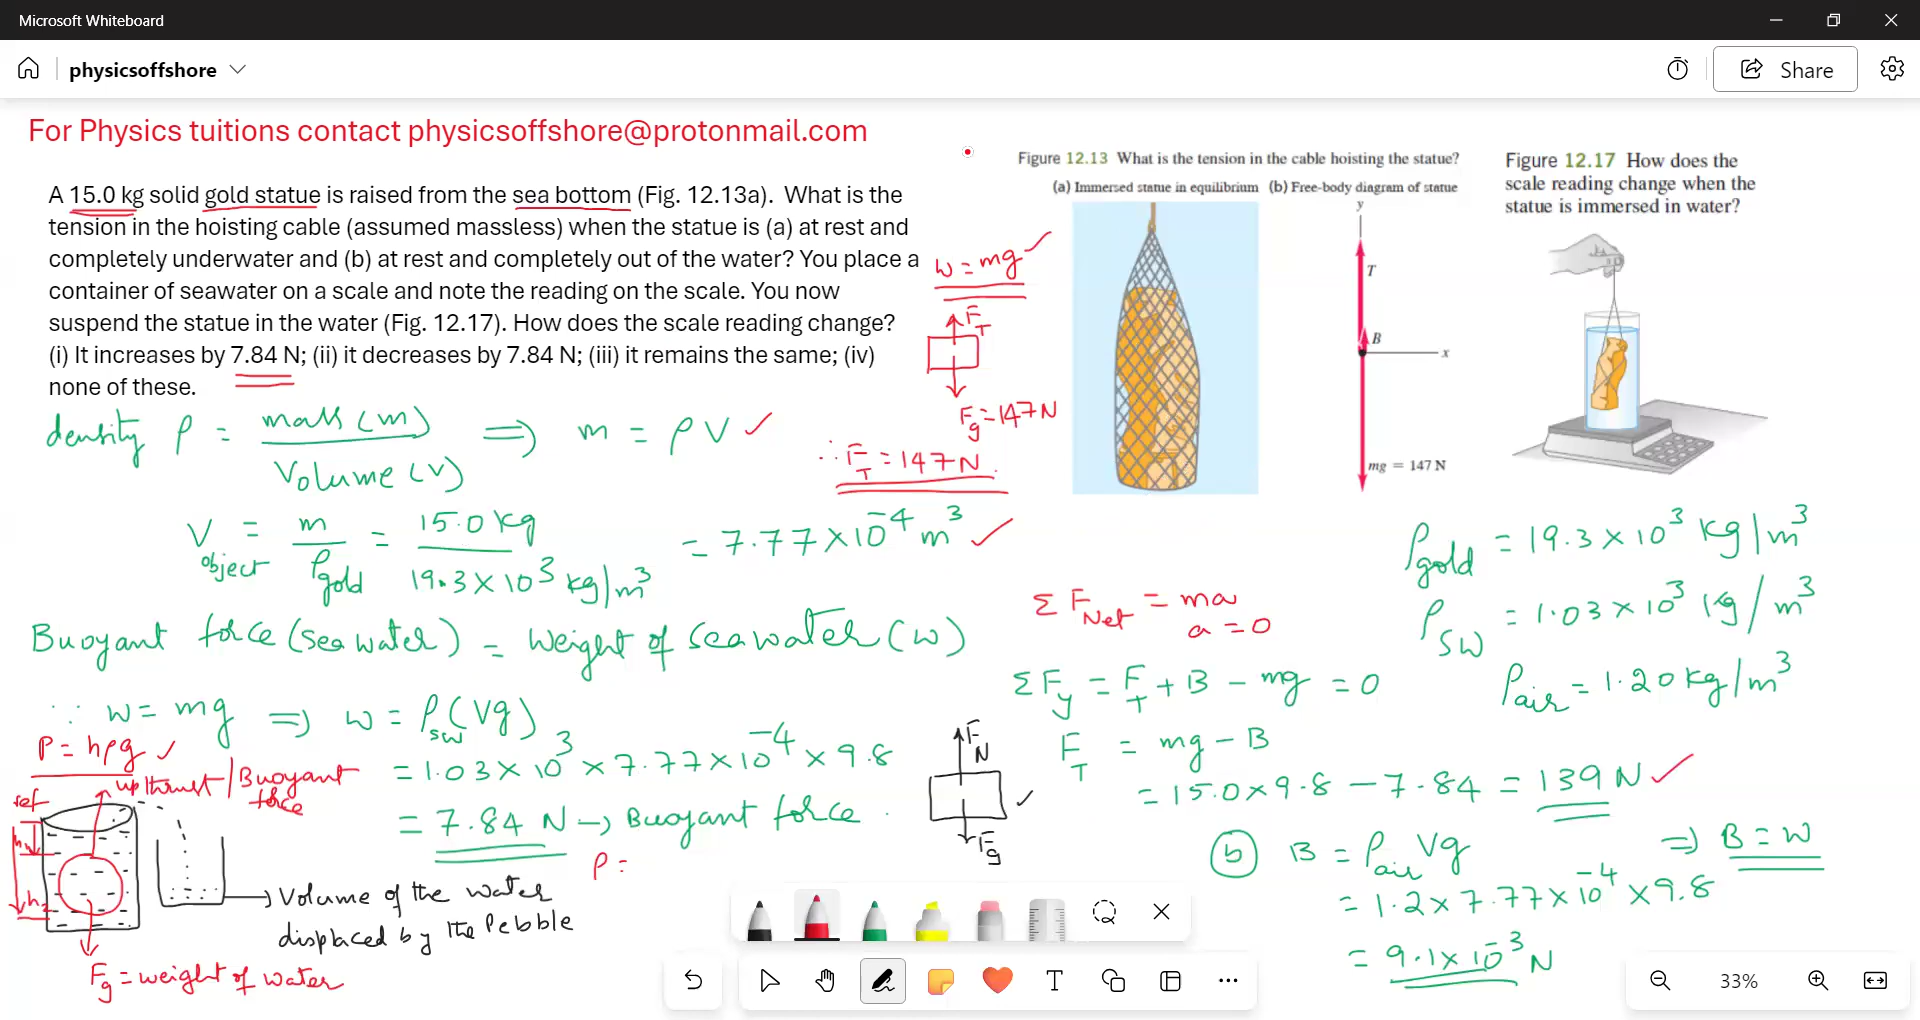 Microsoft Whiteboard
physicsoffshore
Share
For Physics tuitions contact physicsoffshore@protonmail.com
A 15.0 kg solid gold statue is raised from the sea bottom (Fig. 12.13a). What is the
tension in the hoisting cable (assumed massless) when the statue is (a) at rest and
completely underwater and (b) at rest and completely out of the water? You place a
container of seawater on a scale and note the reading on the scale. You now
suspend the statue in the water (Fig. 12.17). How does the scale reading change?
(i) It increases by 7.84 N; (ii) it decreases by 7.84 N; (iii) it remains the same; (iv)
none of these.
w = mg ✓
F_T
F_g = 147 N
∴ F_T = 147 N.
Figure 12.13 What is the tension in the cable hoisting the statue?
(a) Immersed statue in equilibrium (b) Free-body diagram of statue
y
T
B
x
mg = 147 N
Figure 12.17 How does the
scale reading change when the
statue is immersed in water?
density ρ = mass (m) / Volume (V) ⇒ m = ρV ✓
V_object = m / ρ_gold = 15.0 kg / 19.3 × 10³ kg/m³ = 7.77 × 10⁻⁴ m³ ✓
Buoyant force (sea water) = Weight of seawater (w)
∵ w = mg ⇒ w = ρ_sw (Vg)
= 1.03 × 10³ × 7.77 × 10⁻⁴ × 9.8
= 7.84 N → Buoyant force.
P =
P = hρg ✓
upthrust / Buoyant
force
ref
h₁
h₂
F_g = weight of water
→ Volume of the water
displaced by the Pebble
F_N
F_g
✓
Σ F_Net = ma
a = 0
Σ F_y = F_T + B − mg = 0
F_T = mg − B
= 15.0 × 9.8 − 7.84 = 139 N ✓
ρ_gold = 19.3 × 10³ kg/m³
ρ_SW = 1.03 × 10³ kg/m³
ρ_air = 1.20 kg/m³
(b) B = ρ_air Vg ⇒ B = w
= 1.2 × 7.77 × 10⁻⁴ × 9.8
= 9.1 × 10⁻³ N
33%